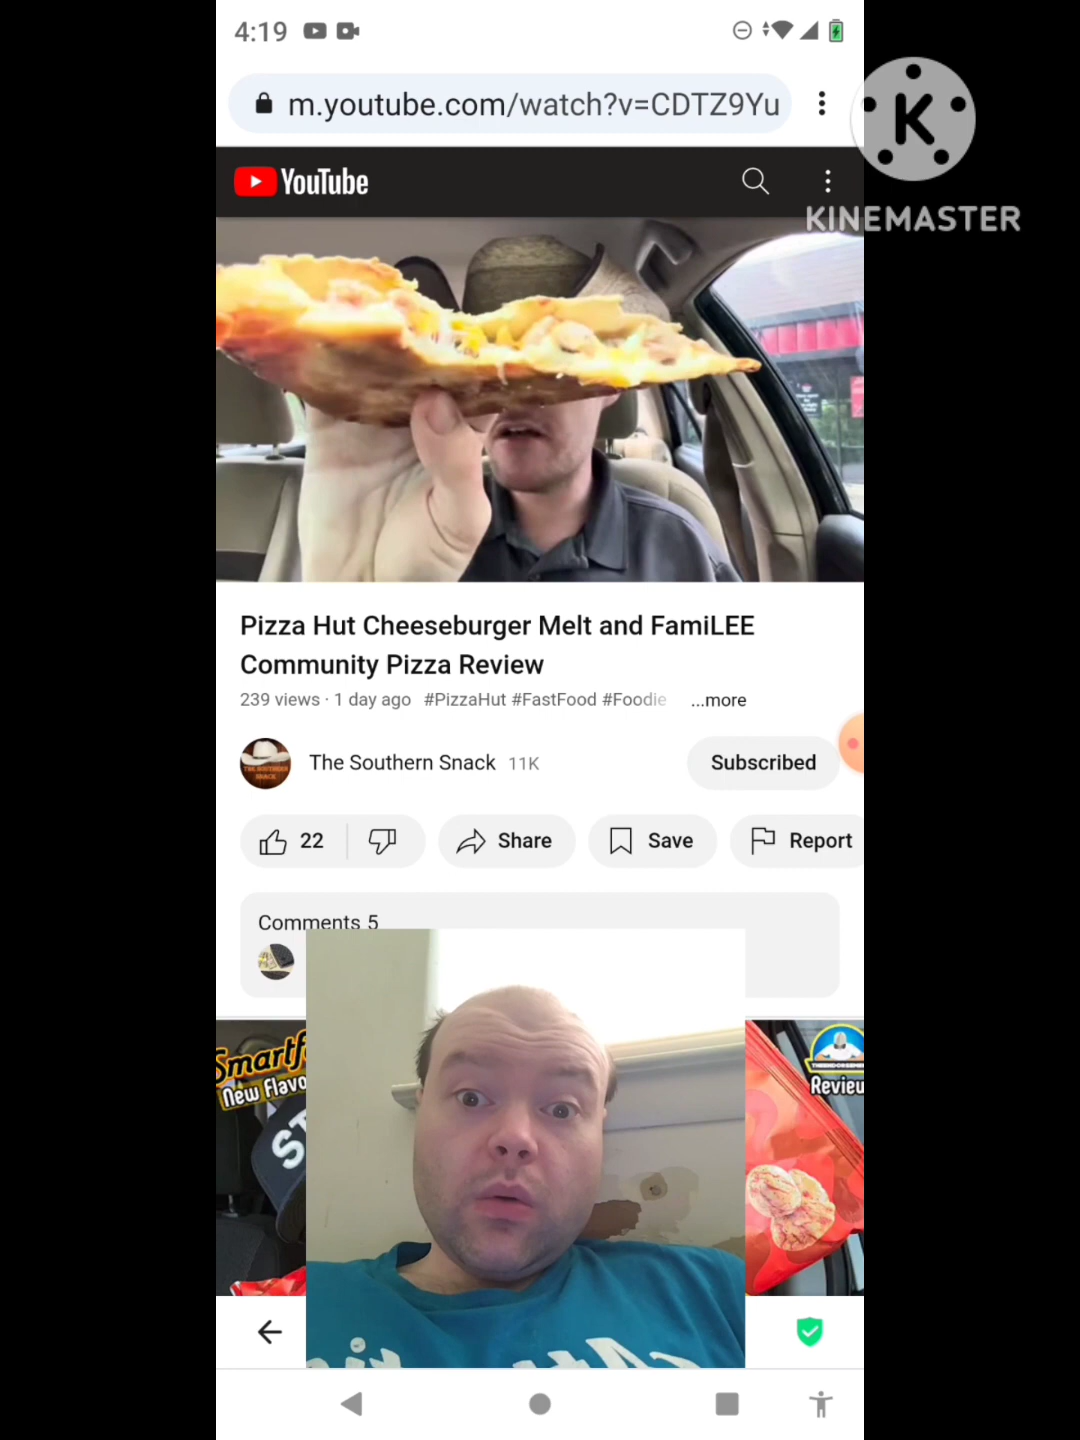 4:19
m.youtube.com/watch?v=CDTZ9Yu
K
KINEMASTER
YouTube
Pizza Hut Cheeseburger Melt and FamiLEE
Community Pizza Review
239 views · 1 day ago #PizzaHut #FastFood #Foodie ...more
The Southern Snack 11K
Subscribed
22
Share
Save
Report
Comments 5
New Flavo
Review